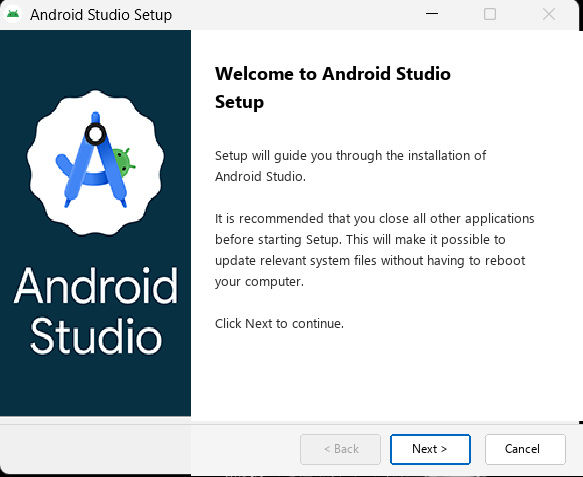 Android Studio Setup
Welcome to Android Studio
Setup
Setup will guide you through the installation of
Android Studio.
It is recommended that you close all other applications
before starting Setup. This will make it possible to
update relevant system files without having to reboot
your computer.
Click Next to continue.
Android
Studio
< Back
Next >
Cancel